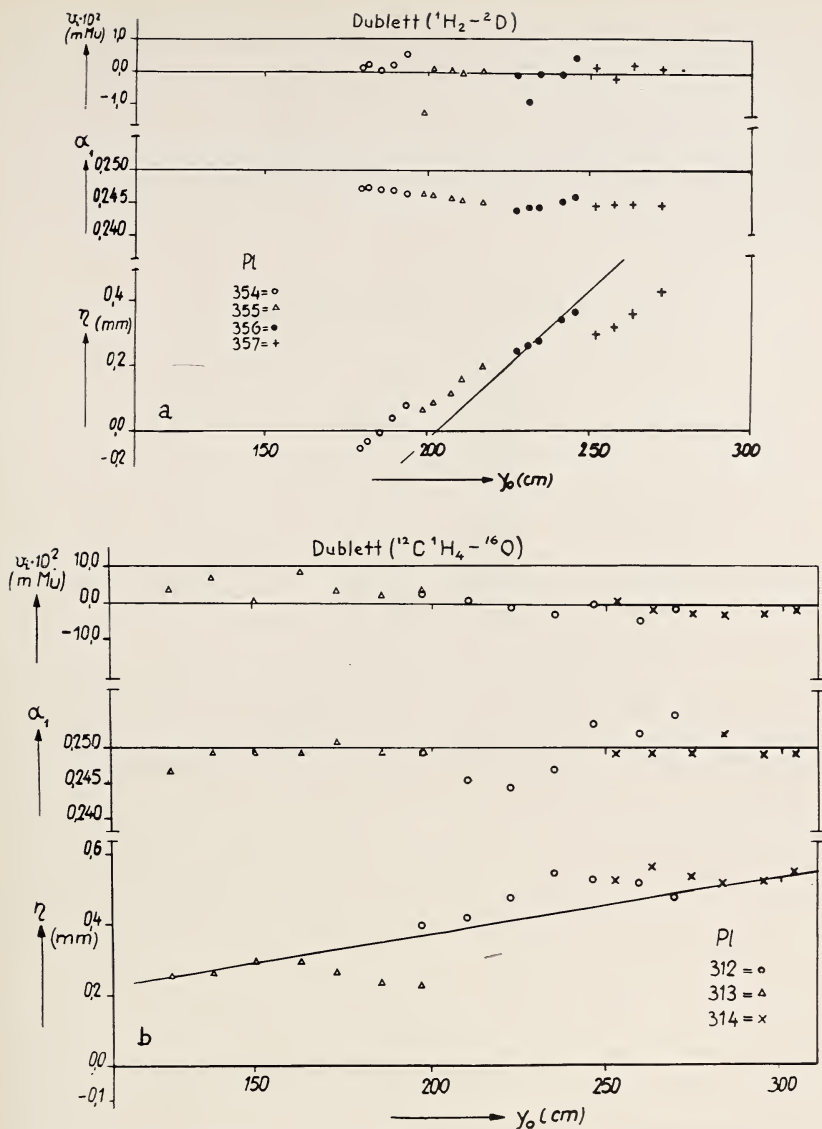 Dublett (¹H₂-²D)
υᵢ·10²
(mMu)
1,0
0,0
-1,0
α₁
0,250
0,245
0,240
Pl
354=○
355=△
356=●
357=+
0,4
η (mm)
0,2
0,0
-0,2
a
150
200
250
300
y₀(cm)
Dublett (¹²C¹H₄-¹⁶O)
υᵢ·10²
(mMu)
10,0
0,0
-10,0
α₁
0,250
0,245
0,240
0,6
η
(mm)
0,4
0,2
0,0
-0,1
b
Pl
312=○
313=△
314=×
150
200
250
300
y₀(cm)